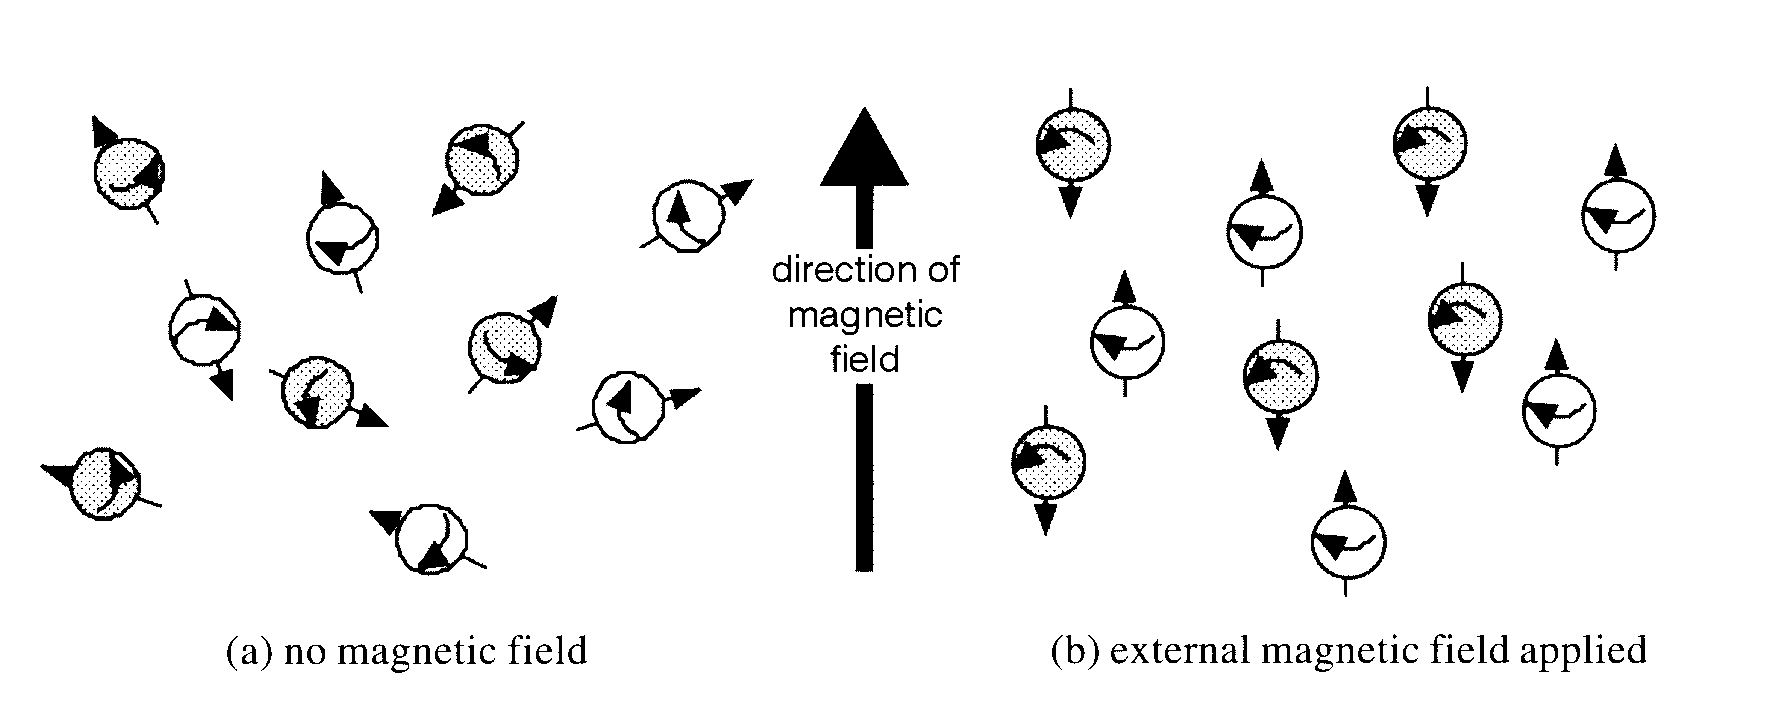 direction of
magnetic
field
(a) no magnetic field
(b) external magnetic field applied